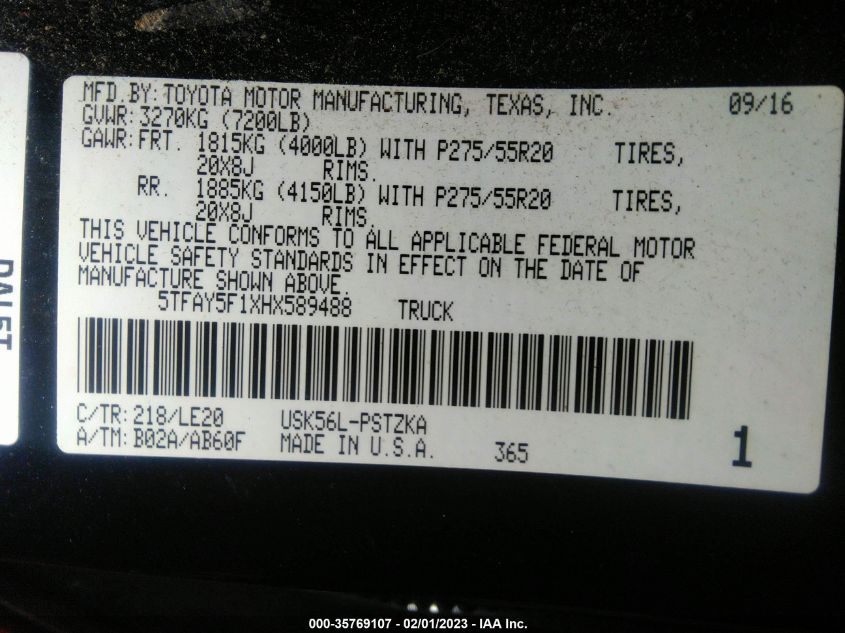 MFD BY: TOYOTA MOTOR MANUFACTURING, TEXAS, INC. 09/16
GVWR: 3270KG (7200LB)
GAWR: FRT. 1815KG (4000LB) WITH P275/55R20 TIRES,
20X8J RIMS.
RR. 1885KG (4150LB) WITH P275/55R20 TIRES,
20X8J RIMS.
THIS VEHICLE CONFORMS TO ALL APPLICABLE FEDERAL MOTOR
VEHICLE SAFETY STANDARDS IN EFFECT ON THE DATE OF
MANUFACTURE SHOWN ABOVE.
5TFAY5F1XHX589488 TRUCK
C/TR: 218/LE20 USK56L-PSTZKA
A/TM: B02A/AB60F MADE IN U.S.A. 365 1
000-35769107 - 02/01/2023 - IAA Inc.